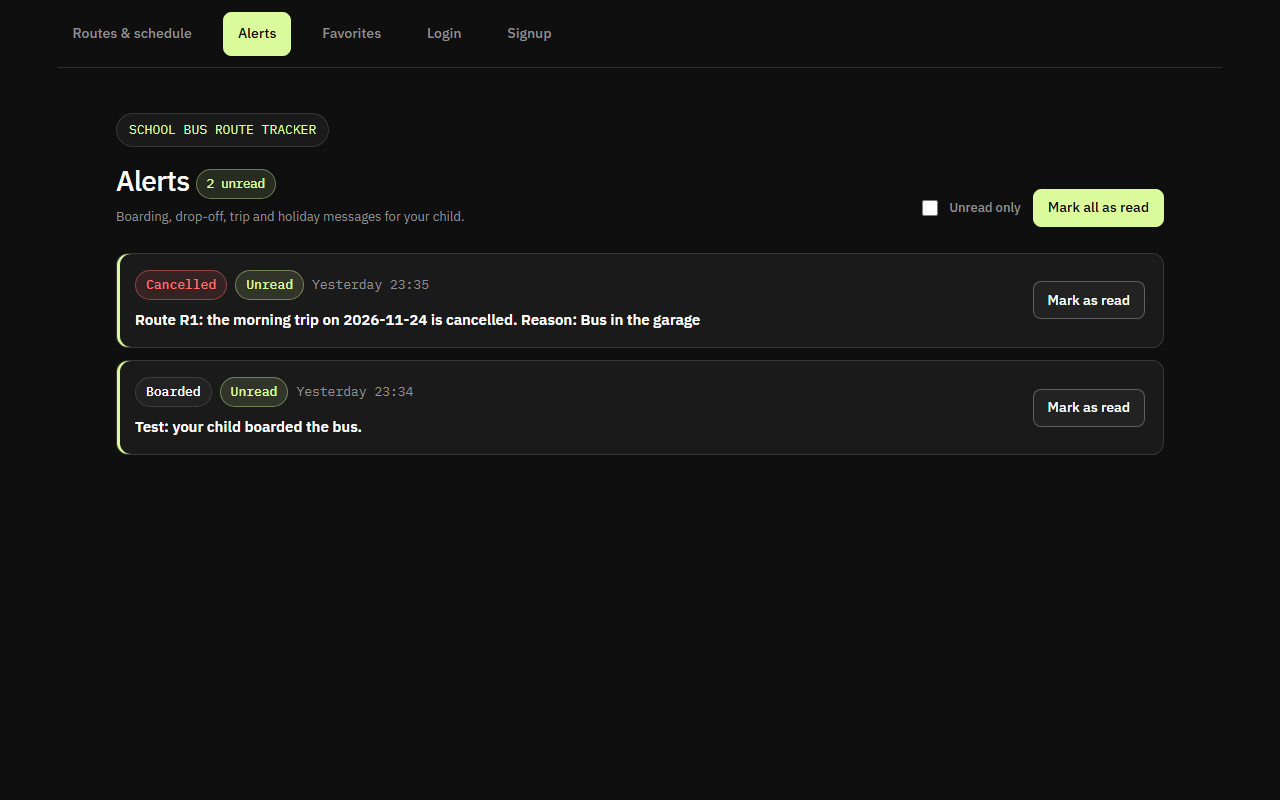 Routes & schedule Alerts Favorites Login Signup
SCHOOL BUS ROUTE TRACKER
Alerts 2 unread
Boarding, drop-off, trip and holiday messages for your child.
Unread only Mark all as read
Cancelled Unread Yesterday 23:35
Route R1: the morning trip on 2026-11-24 is cancelled. Reason: Bus in the garage
Mark as read
Boarded Unread Yesterday 23:34
Test: your child boarded the bus.
Mark as read